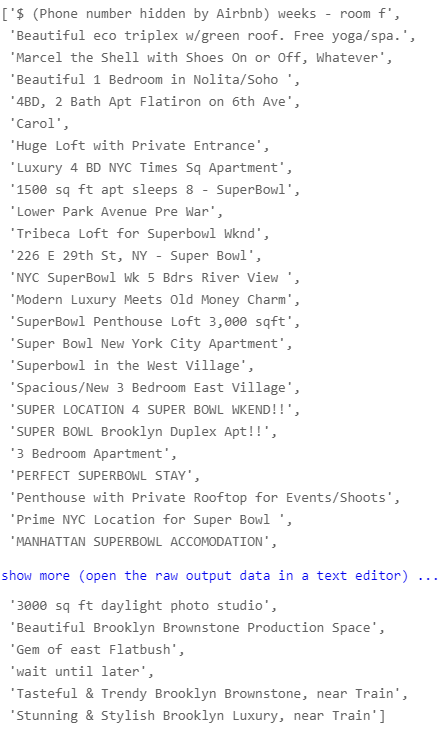 ['$ (Phone number hidden by Airbnb) weeks - room f',
'Beautiful eco triplex w/green roof. Free yoga/spa.',
'Marcel the Shell with Shoes On or Off, Whatever',
'Beautiful 1 Bedroom in Nolita/Soho ',
'4BD, 2 Bath Apt Flatiron on 6th Ave',
'Carol',
'Huge Loft with Private Entrance',
'Luxury 4 BD NYC Times Sq Apartment',
'1500 sq ft apt sleeps 8 - SuperBowl',
'Lower Park Avenue Pre War',
'Tribeca Loft for Superbowl Wknd',
'226 E 29th St, NY - Super Bowl',
'NYC SuperBowl Wk 5 Bdrs River View ',
'Modern Luxury Meets Old Money Charm',
'SuperBowl Penthouse Loft 3,000 sqft',
'Super Bowl New York City Apartment',
'Superbowl in the West Village',
'Spacious/New 3 Bedroom East Village',
'SUPER LOCATION 4 SUPER BOWL WKEND!!',
'SUPER BOWL Brooklyn Duplex Apt!!',
'3 Bedroom Apartment',
'PERFECT SUPERBOWL STAY',
'Penthouse with Private Rooftop for Events/Shoots',
'Prime NYC Location for Super Bowl ',
'MANHATTAN SUPERBOWL ACCOMODATION',
show more (open the raw output data in a text editor) ...
'3000 sq ft daylight photo studio',
'Beautiful Brooklyn Brownstone Production Space',
'Gem of east Flatbush',
'wait until later',
'Tasteful & Trendy Brooklyn Brownstone, near Train',
'Stunning & Stylish Brooklyn Luxury, near Train']